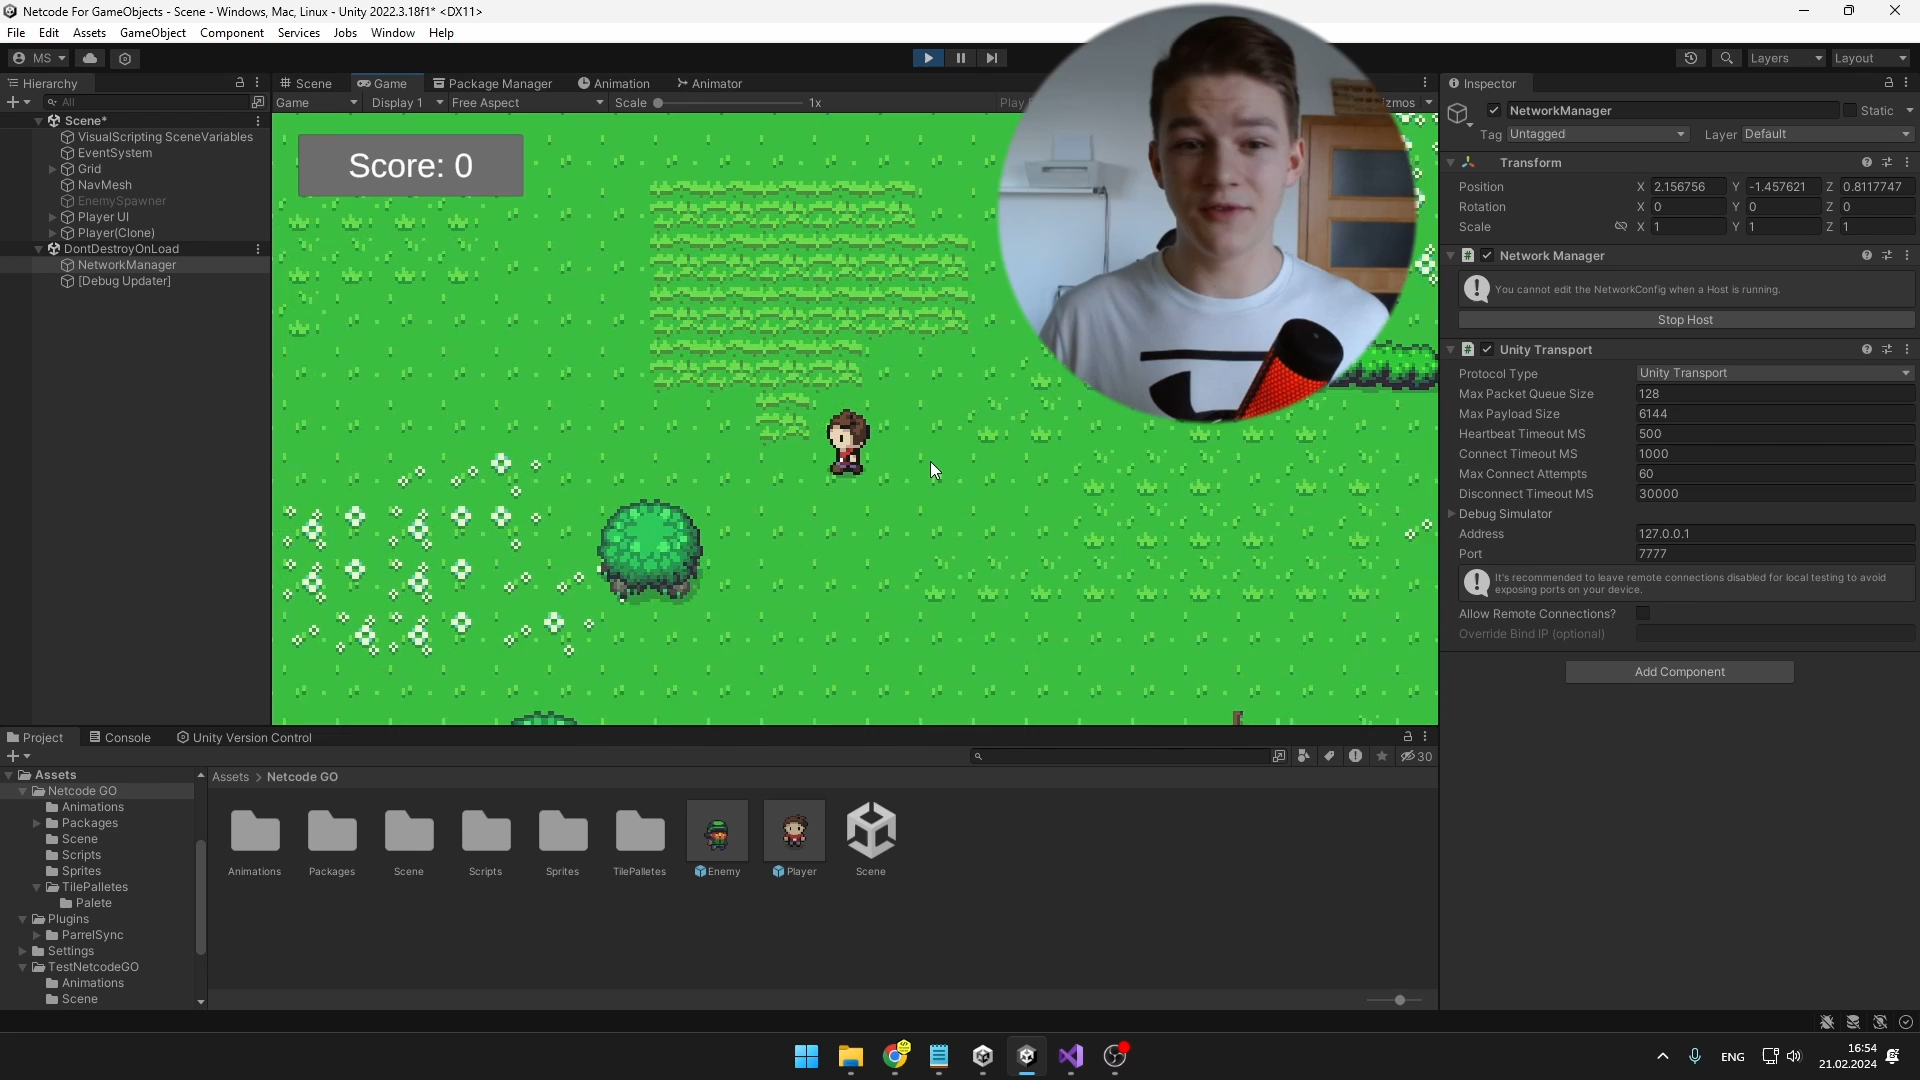 Netcode For GameObjects - Scene - Windows, Mac, Linux - Unity 2022.3.18f1* <DX11>
File Edit Assets GameObject Component Services Jobs Window Help
MS
Layers
Layout
Hierarchy
All
Scene*
VisualScripting SceneVariables
EventSystem
Grid
NavMesh
EnemySpawner
Player UI
Player(Clone)
DontDestroyOnLoad
NetworkManager
[Debug Updater]
Scene Game Package Manager Animation Animator
Game Display 1 Free Aspect Scale 1x Play
zmos
Score: 0
Inspector
NetworkManager Static
Tag Untagged Layer Default
Transform
Position X 2.156756 Y -1.457621 Z 0.8117747
Rotation X 0 Y 0 Z 0
Scale X 1 Y 1 Z 1
Network Manager
You cannot edit the NetworkConfig when a Host is running.
Stop Host
Unity Transport
Protocol Type Unity Transport
Max Packet Queue Size 128
Max Payload Size 6144
Heartbeat Timeout MS 500
Connect Timeout MS 1000
Max Connect Attempts 60
Disconnect Timeout MS 30000
Debug Simulator
Address 127.0.0.1
Port 7777
It's recommended to leave remote connections disabled for local testing to avoid
exposing ports on your device.
Allow Remote Connections?
Override Bind IP (optional)
Add Component
Project Console Unity Version Control
30
Assets
Netcode GO
Animations
Packages
Scene
Scripts
Sprites
TilePalletes
Palete
Plugins
ParrelSync
Settings
TestNetcodeGO
Animations
Scene
Assets > Netcode GO
Animations Packages Scene Scripts Sprites TilePalletes Enemy Player Scene
ENG
16:54
21.02.2024